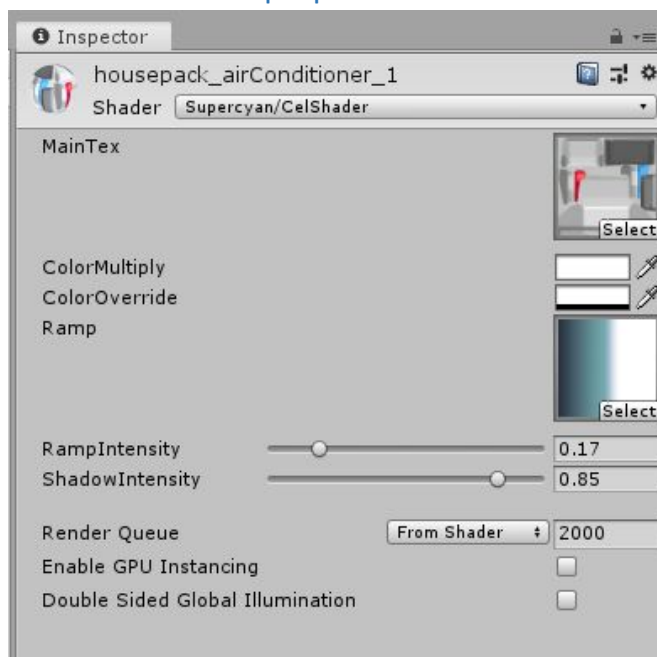 Inspector
housepack_airConditioner_1
Shader Supercyan/CelShader
MainTex
Select
ColorMultiply
ColorOverride
Ramp
Select
RampIntensity 0.17
ShadowIntensity 0.85
Render Queue From Shader 2000
Enable GPU Instancing
Double Sided Global Illumination